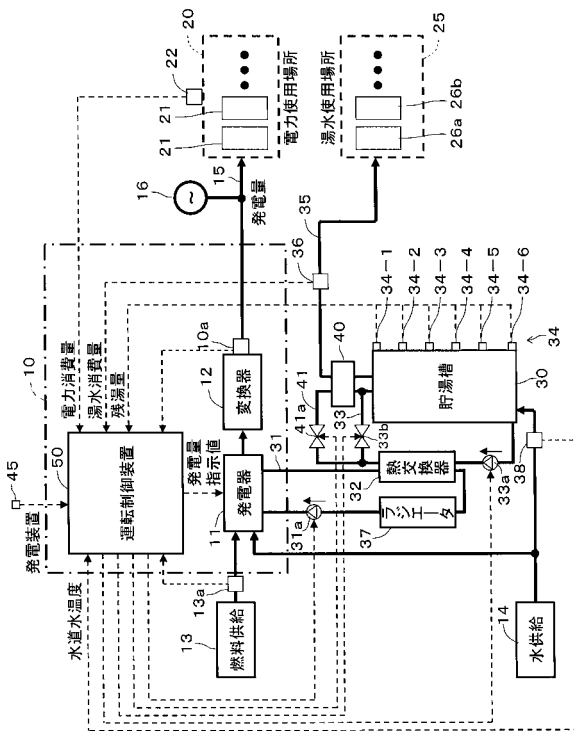 10
45
発電装置
50
運転制御装置
電力消費量
湯水消費量
残湯量
水道水温度
発電量
指示値
13
燃料供給
13a
11
発電器
12
変換器
10a
16
~
15
発電量
20
22
21
21
電力使用場所
25
湯水使用場所
26a
26b
31
31a
32
熱交換器
37
ラジエータ
33
33a
33b
41
41a
40
35
36
34-1
34-2
34-3
34-4
34-5
34-6
34
30
貯湯槽
38
14
水供給